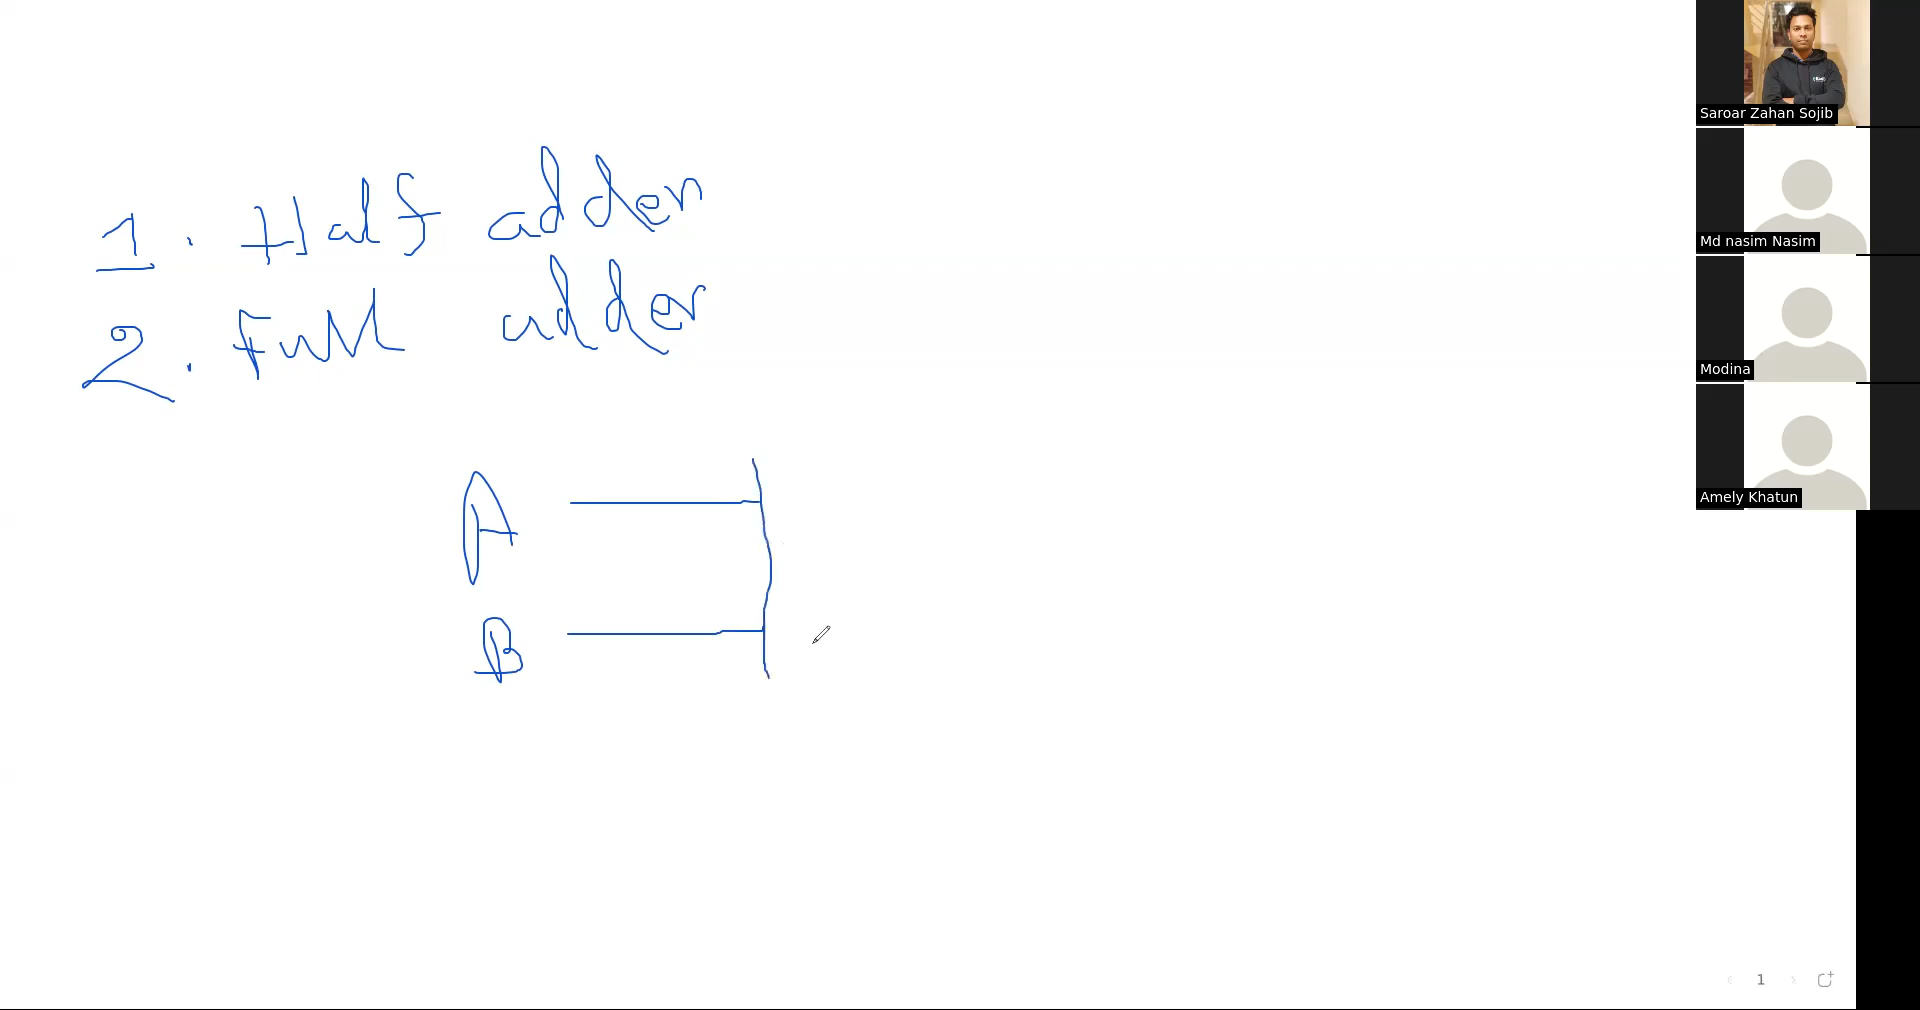 1. Half adder
2. Full adder
A
B
Saroar Zahan Sojib
Md nasim Nasim
Modina
Amely Khatun
1